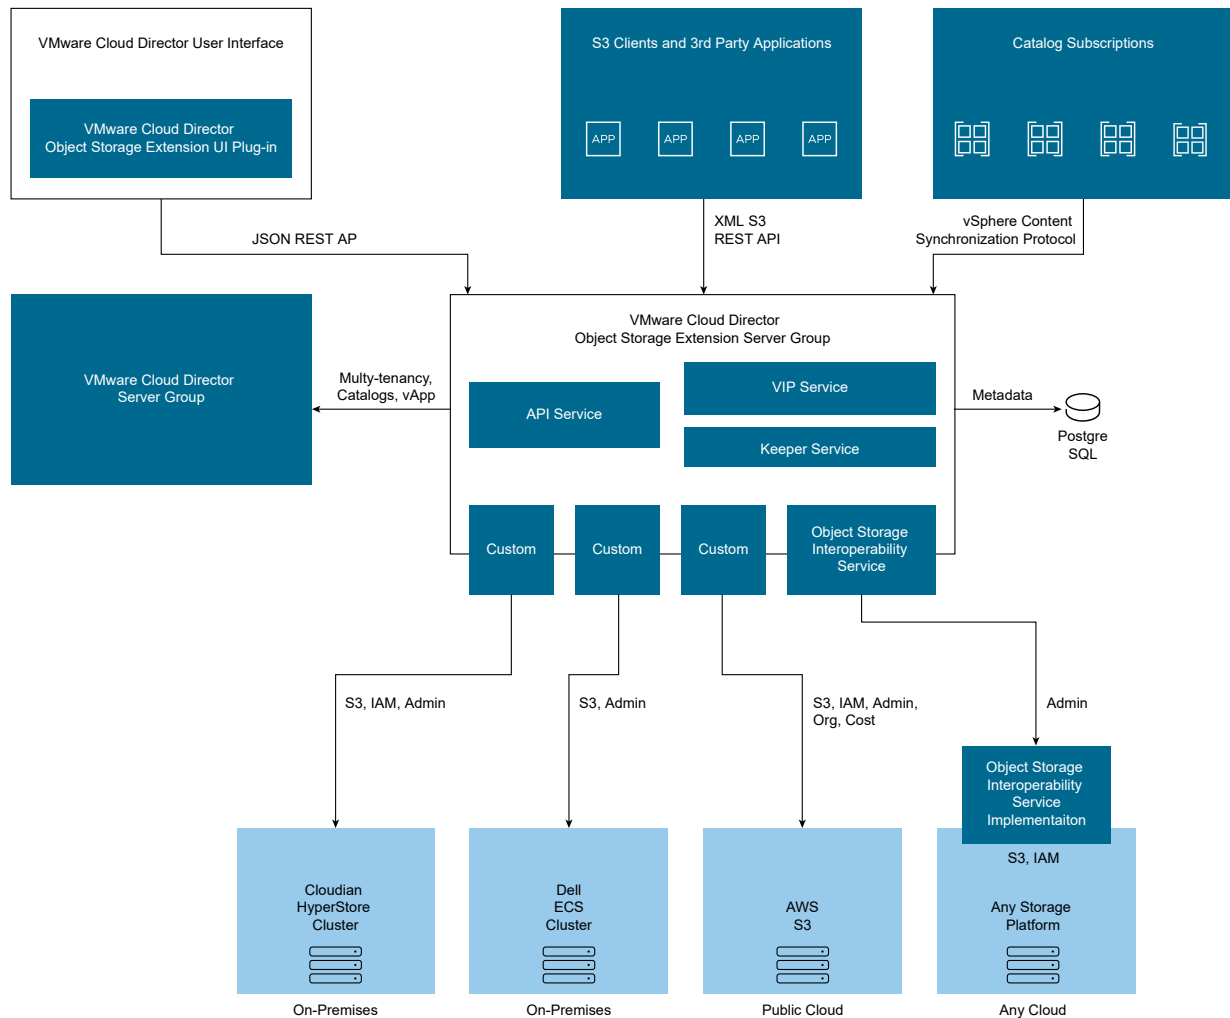 VMware Cloud Director User Interface
VMware Cloud Director
Object Storage Extension UI Plug-in
S3 Clients and 3rd Party Applications
APP
APP
APP
APP
Catalog Subscriptions
JSON REST AP
XML S3
REST API
vSphere Content
Synchronization Protocol
VMware Cloud Director
Server Group
Multy-tenancy,
Catalogs, vApp
VMware Cloud Director
Object Storage Extension Server Group
API Service
VIP Service
Keeper Service
Metadata
Postgre
SQL
Custom
Custom
Custom
Object Storage
Interoperability
Service
S3, IAM, Admin
S3, Admin
S3, IAM, Admin,
Org, Cost
Admin
Object Storage
Interoperability
Service
Implementaiton
S3, IAM
Cloudian
HyperStore
Cluster
Dell
ECS
Cluster
AWS
S3
Any Storage
Platform
On-Premises
On-Premises
Public Cloud
Any Cloud